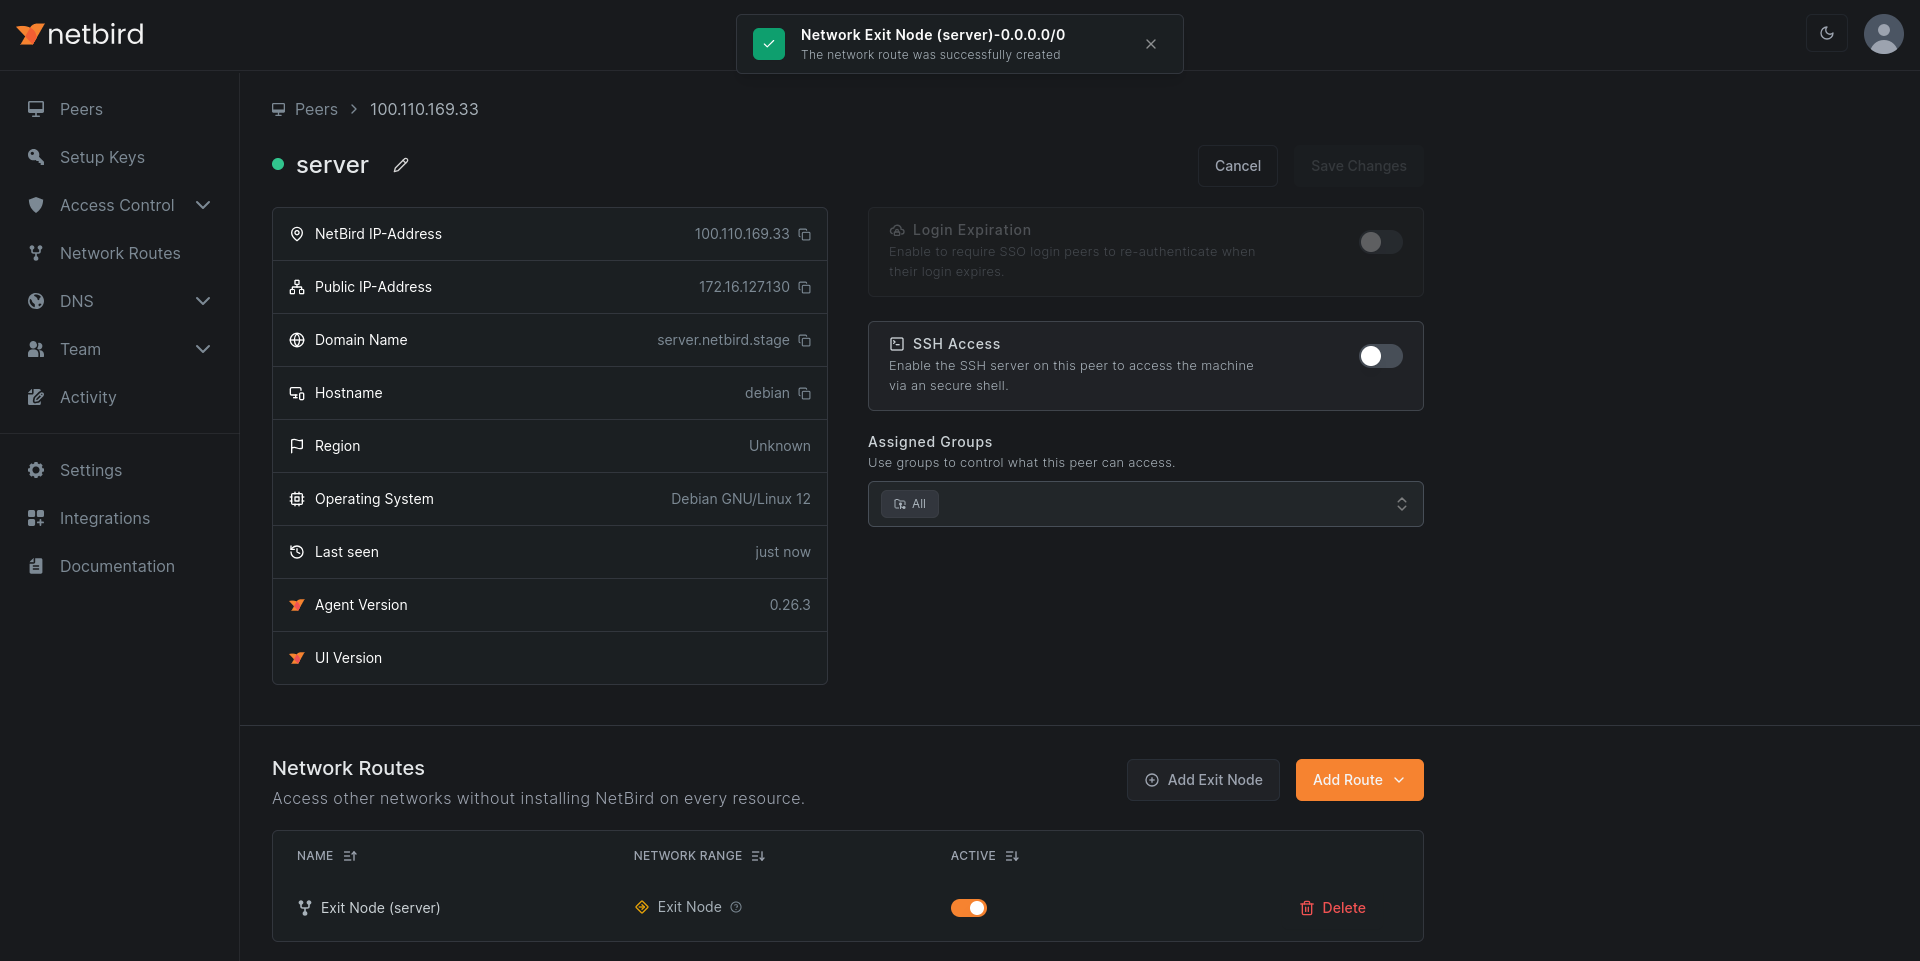 netbird
Network Exit Node (server)-0.0.0.0/0
The network route was successfully created
Peers
Setup Keys
Access Control
Network Routes
DNS
Team
Activity
Settings
Integrations
Documentation
Peers > 100.110.169.33
server
Cancel
Save Changes
NetBird IP-Address 100.110.169.33
Public IP-Address 172.16.127.130
Domain Name server.netbird.stage
Hostname debian
Region Unknown
Operating System Debian GNU/Linux 12
Last seen just now
Agent Version 0.26.3
UI Version
Login Expiration
Enable to require SSO login peers to re-authenticate when
their login expires.
SSH Access
Enable the SSH server on this peer to access the machine
via an secure shell.
Assigned Groups
Use groups to control what this peer can access.
All
Network Routes
Access other networks without installing NetBird on every resource.
Add Exit Node
Add Route
NAME NETWORK RANGE ACTIVE
Exit Node (server) Exit Node Delete